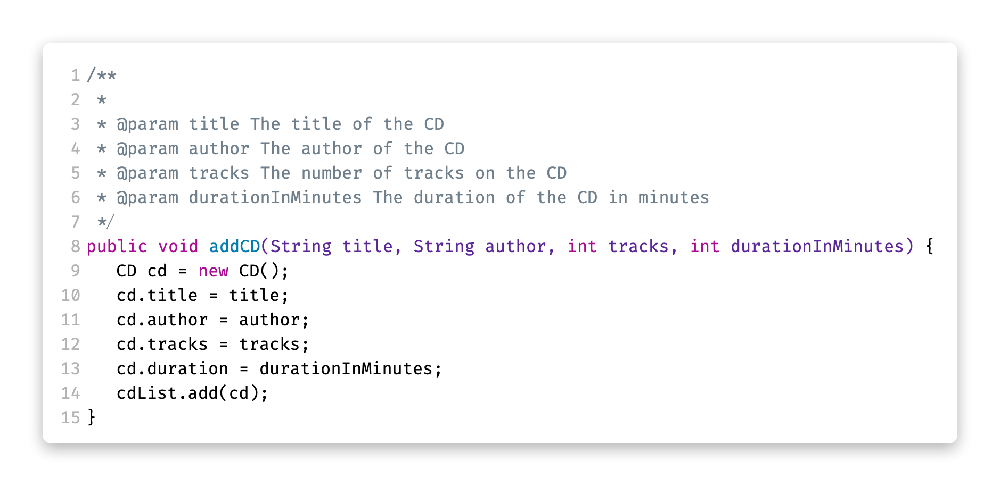 1 /**
2  *
3  * @param title The title of the CD
4  * @param author The author of the CD
5  * @param tracks The number of tracks on the CD
6  * @param durationInMinutes The duration of the CD in minutes
7  */
8 public void addCD(String title, String author, int tracks, int durationInMinutes) {
9    CD cd = new CD();
10    cd.title = title;
11    cd.author = author;
12    cd.tracks = tracks;
13    cd.duration = durationInMinutes;
14    cdList.add(cd);
15 }